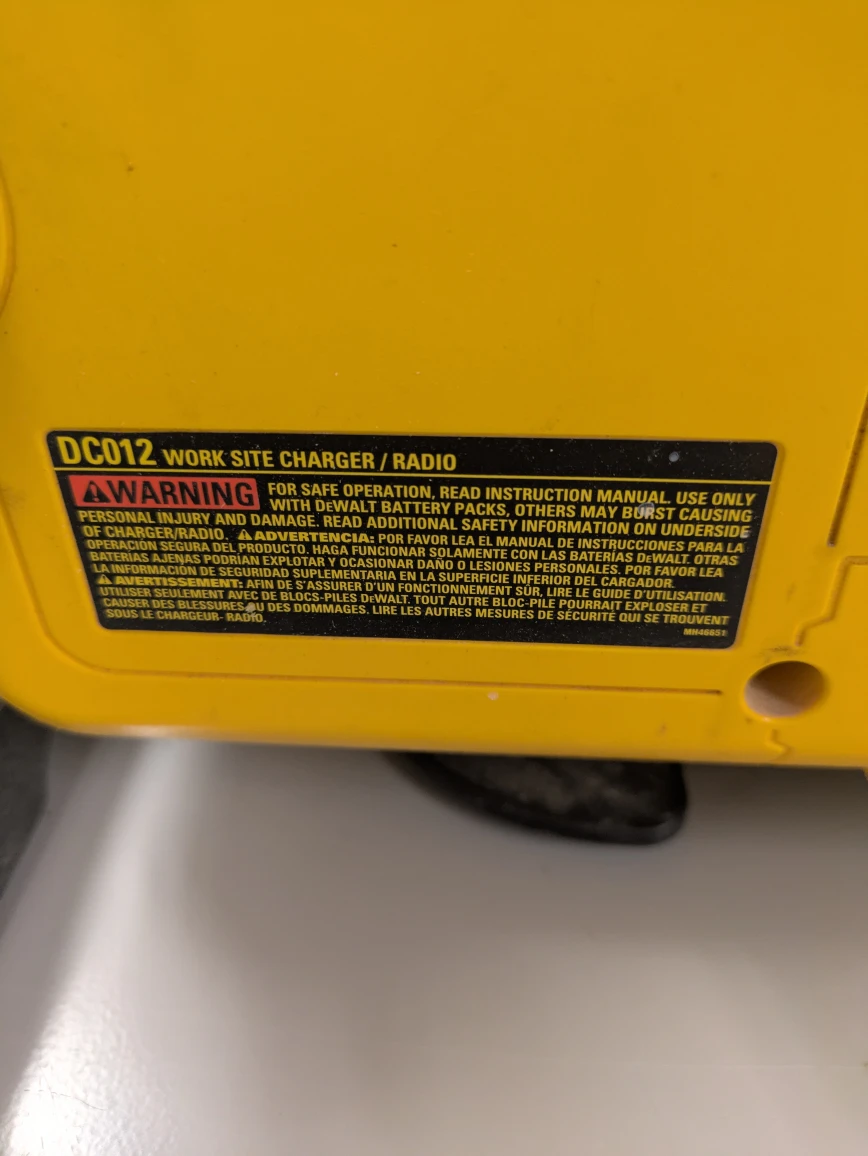 DC012 WORK SITE CHARGER / RADIO
⚠WARNING FOR SAFE OPERATION, READ INSTRUCTION MANUAL. USE ONLY
WITH DEWALT BATTERY PACKS, OTHERS MAY BURST CAUSING
PERSONAL INJURY AND DAMAGE. READ ADDITIONAL SAFETY INFORMATION ON UNDERSIDE
OF CHARGER/RADIO. ⚠ADVERTENCIA: POR FAVOR LEA EL MANUAL DE INSTRUCCIONES PARA LA
OPERACIÓN SEGURA DEL PRODUCTO. HAGA FUNCIONAR SOLAMENTE CON LAS BATERÍAS DEWALT. OTRAS
BATERÍAS AJENAS PODRÍAN EXPLOTAR Y OCASIONAR DAÑO O LESIONES PERSONALES. POR FAVOR LEA
LA INFORMACIÓN DE SEGURIDAD SUPLEMENTARIA EN LA SUPERFICIE INFERIOR DEL CARGADOR.
⚠ AVERTISSEMENT: AFIN DE S'ASSURER D'UN FONCTIONNEMENT SÛR, LIRE LE GUIDE D'UTILISATION.
UTILISER SEULEMENT AVEC DE BLOCS-PILES DEWALT. TOUT AUTRE BLOC-PILE POURRAIT EXPLOSER ET
CAUSER DES BLESSURES OU DES DOMMAGES. LIRE LES AUTRES MESURES DE SÉCURITÉ QUI SE TROUVENT
SOUS LE CHARGEUR- RADIO.
MH46651